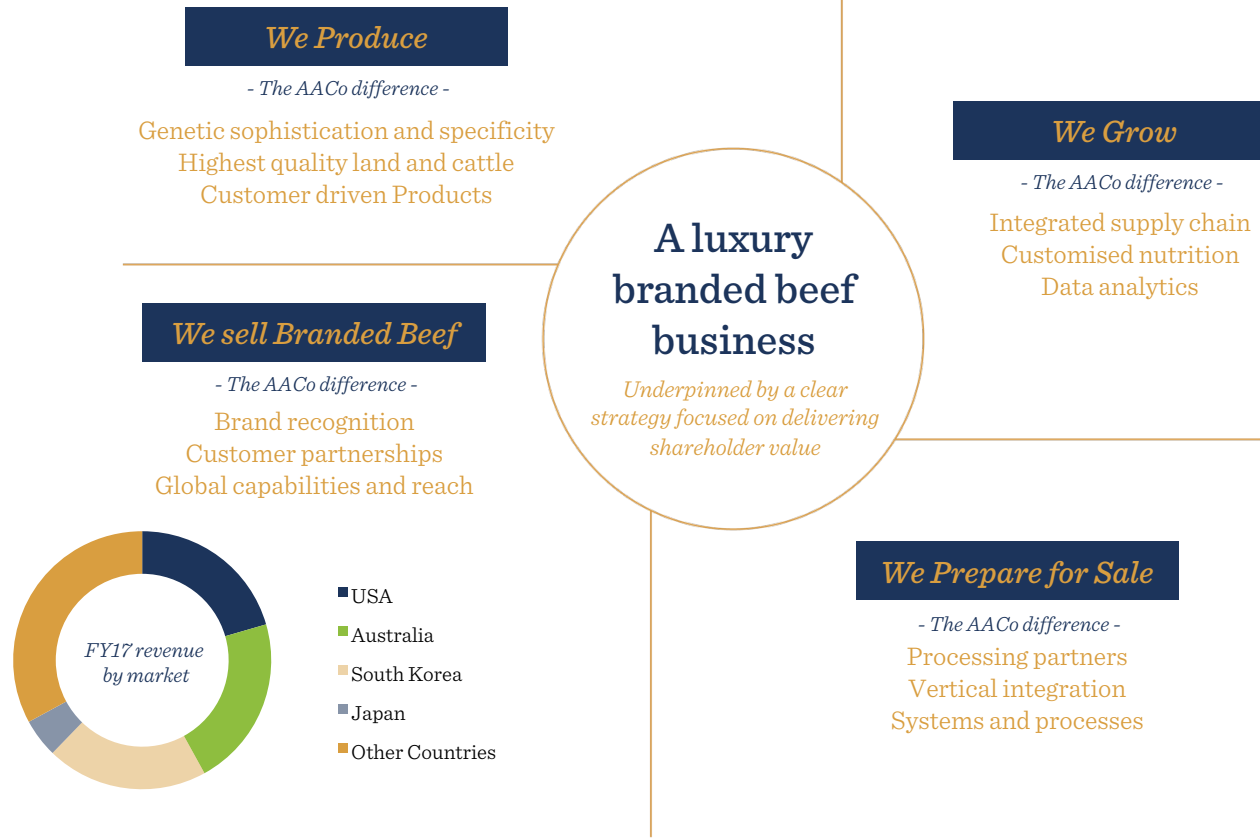 We Produce
- The AACo difference -
Genetic sophistication and specificity
Highest quality land and cattle
Customer driven Products
We Grow
- The AACo difference -
Integrated supply chain
Customised nutrition
Data analytics
A luxury
branded beef
business
Underpinned by a clear
strategy focused on delivering
shareholder value
We sell Branded Beef
- The AACo difference -
Brand recognition
Customer partnerships
Global capabilities and reach
FY17 revenue
by market
USA
Australia
South Korea
Japan
Other Countries
We Prepare for Sale
- The AACo difference -
Processing partners
Vertical integration
Systems and processes